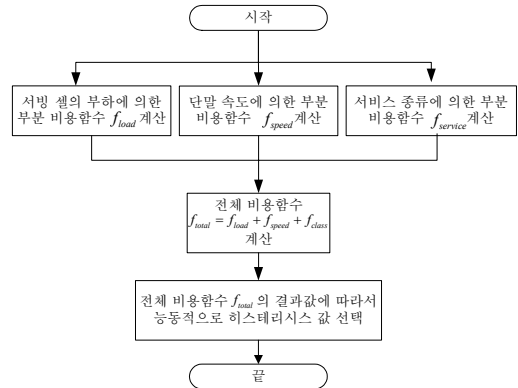 시작
서빙 셀의 부하에 의한
부분 비용함수 f_load 계산
단말 속도에 의한 부분
비용함수 f_speed 계산
서비스 종류에 의한 부분
비용함수 f_service 계산
전체 비용함수
f_total = f_load + f_speed + f_class
계산
전체 비용함수 f_total 의 결과값에 따라서
능동적으로 히스테리시스 값 선택
끝